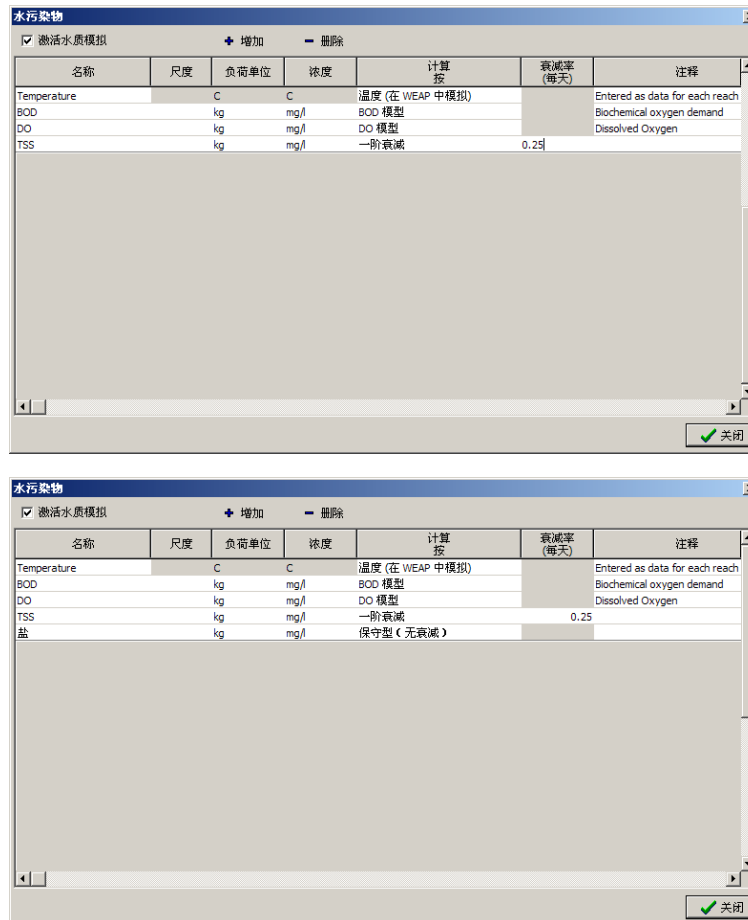 水污染物
激活水质模拟 增加 删除
名称 尺度 负荷单位 浓度 计算按 衰减率(每天) 注释
Temperature C C 温度 (在 WEAP 中模拟) Entered as data for each reach
BOD kg mg/l BOD 模型 Biochemical oxygen demand
DO kg mg/l DO 模型 Dissolved Oxygen
TSS kg mg/l 一阶衰减 0.25
关闭
水污染物
激活水质模拟 增加 删除
名称 尺度 负荷单位 浓度 计算按 衰减率(每天) 注释
Temperature C C 温度 (在 WEAP 中模拟) Entered as data for each reach
BOD kg mg/l BOD 模型 Biochemical oxygen demand
DO kg mg/l DO 模型 Dissolved Oxygen
TSS kg mg/l 一阶衰减 0.25
盐 kg mg/l 保守型（无衰减）
关闭